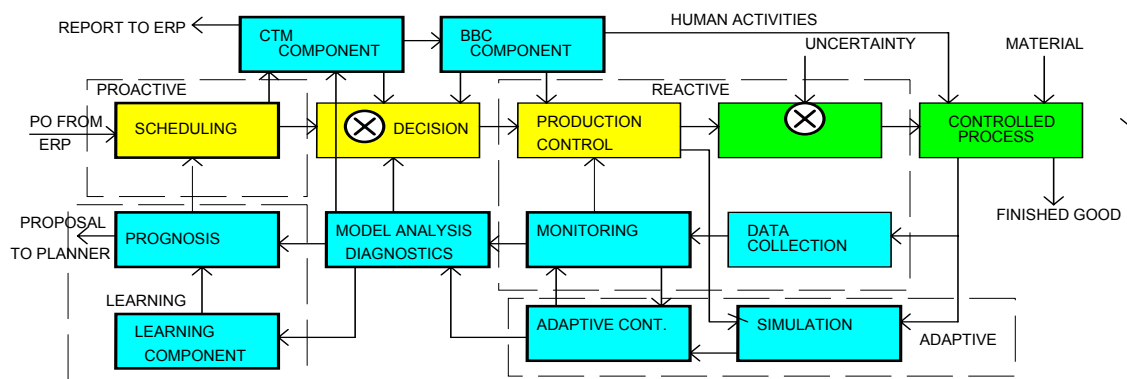 REPORT TO ERP
CTM
COMPONENT
BBC
COMPONENT
HUMAN ACTIVITIES
UNCERTAINTY
MATERIAL
PROACTIVE
REACTIVE
PO FROM
ERP
SCHEDULING
DECISION
PRODUCTION
CONTROL
CONTROLLED
PROCESS
FINISHED GOOD
PROPOSAL
TO PLANNER
PROGNOSIS
MODEL ANALYSIS
DIAGNOSTICS
MONITORING
DATA
COLLECTION
LEARNING
LEARNING
COMPONENT
ADAPTIVE CONT.
SIMULATION
ADAPTIVE